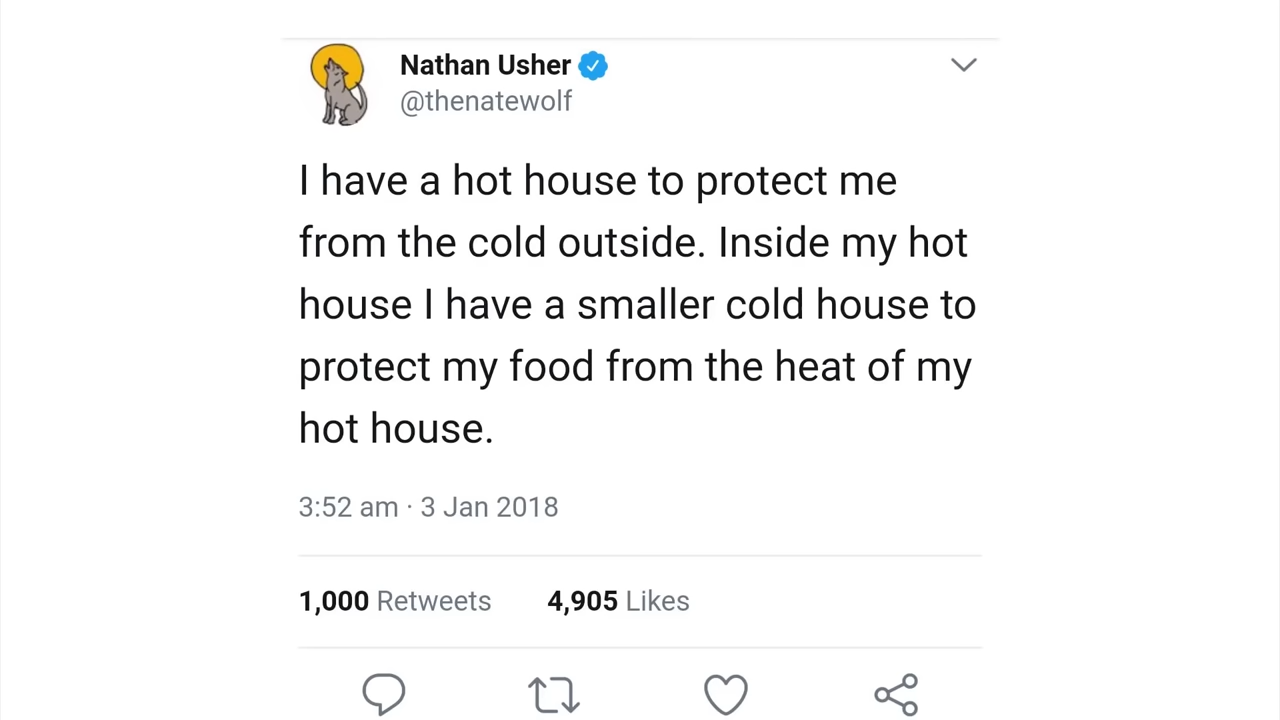 Nathan Usher
@thenatewolf
I have a hot house to protect me
from the cold outside. Inside my hot
house I have a smaller cold house to
protect my food from the heat of my
hot house.
3:52 am · 3 Jan 2018
1,000 Retweets 4,905 Likes